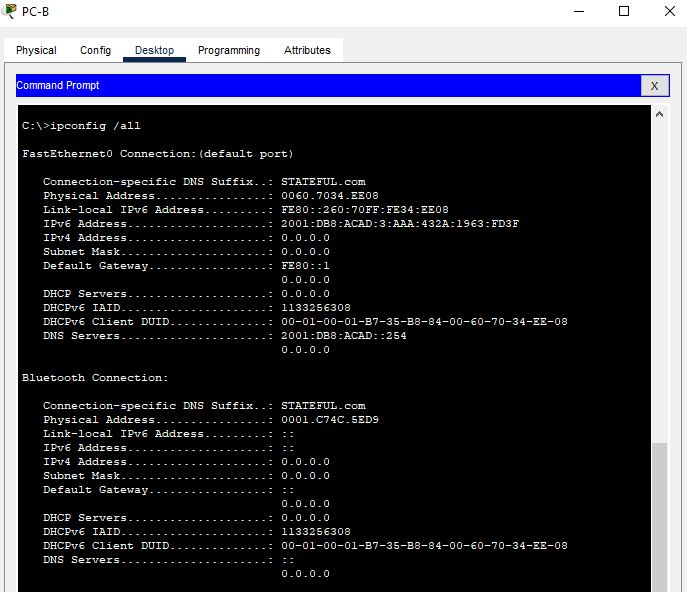 PC-B
Physical Config Desktop Programming Attributes
Command Prompt
X
C:\>ipconfig /all
FastEthernet0 Connection:(default port)
Connection-specific DNS Suffix..: STATEFUL.com
Physical Address................: 0060.7034.EE08
Link-local IPv6 Address.........: FE80::260:70FF:FE34:EE08
IPv6 Address....................: 2001:DB8:ACAD:3:AAA:432A:1963:FD3F
IPv4 Address....................: 0.0.0.0
Subnet Mask.....................: 0.0.0.0
Default Gateway.................: FE80::1
0.0.0.0
DHCP Servers....................: 0.0.0.0
DHCPv6 IAID.....................: 1133256308
DHCPv6 Client DUID..............: 00-01-00-01-B7-35-B8-84-00-60-70-34-EE-08
DNS Servers.....................: 2001:DB8:ACAD::254
0.0.0.0
Bluetooth Connection:
Connection-specific DNS Suffix..: STATEFUL.com
Physical Address................: 0001.C74C.5ED9
Link-local IPv6 Address.........: ::
IPv6 Address....................: ::
IPv4 Address....................: 0.0.0.0
Subnet Mask.....................: 0.0.0.0
Default Gateway.................: ::
0.0.0.0
DHCP Servers....................: 0.0.0.0
DHCPv6 IAID.....................: 1133256308
DHCPv6 Client DUID..............: 00-01-00-01-B7-35-B8-84-00-60-70-34-EE-08
DNS Servers.....................: ::
0.0.0.0